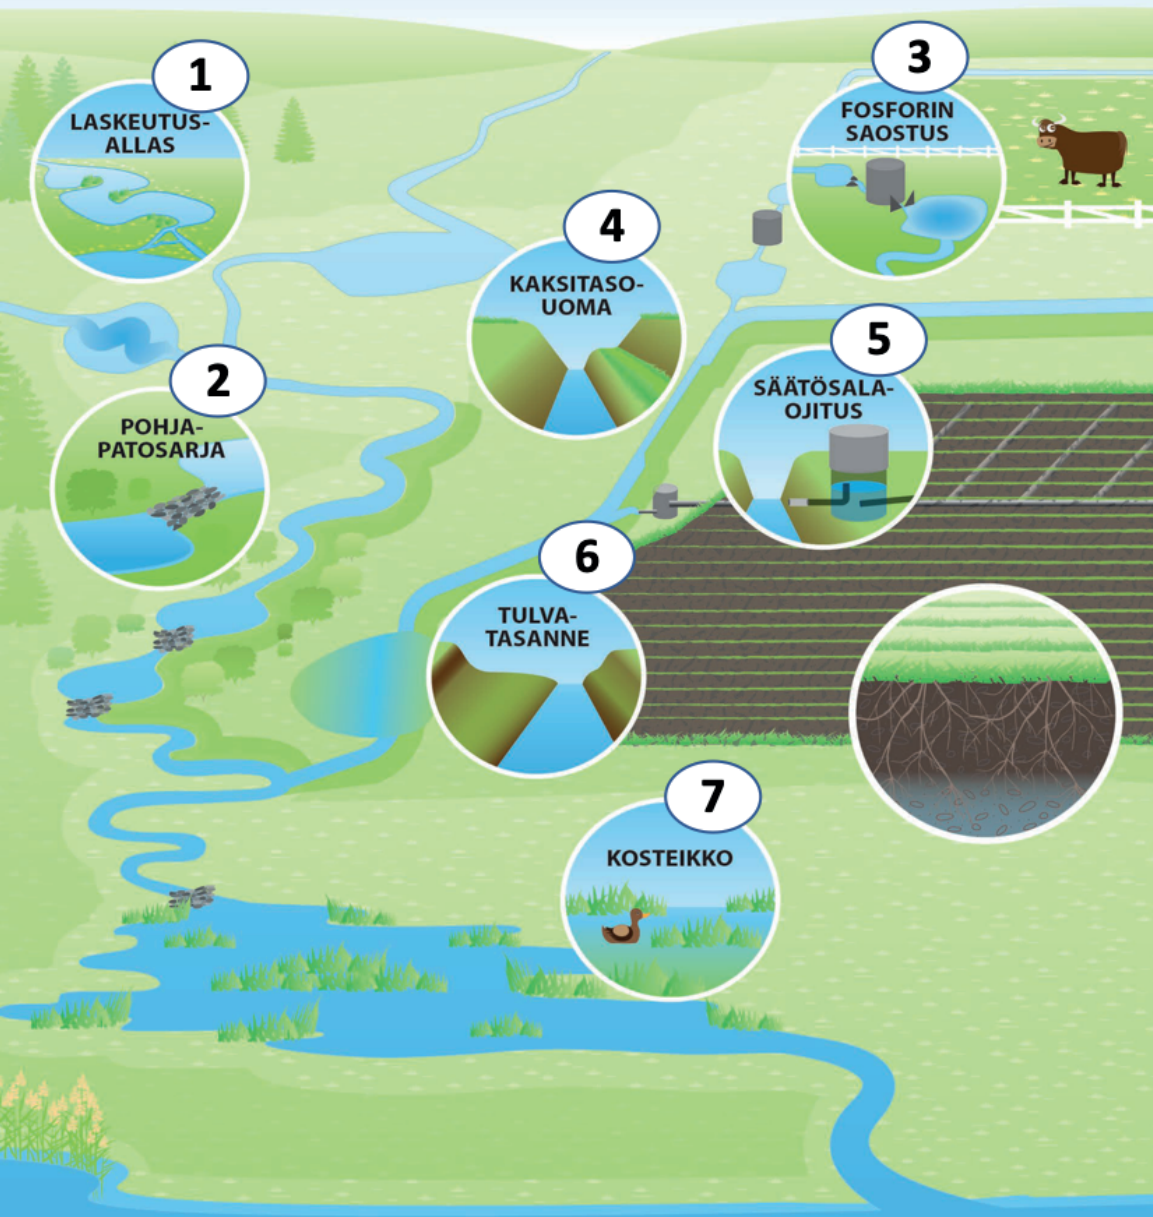 1
LASKEUTUS-
ALLAS
2
POHJA-
PATOSARJA
3
FOSFORIN
SAOSTUS
4
KAKSITASO-
UOMA
5
SÄÄTÖSALA-
OJITUS
6
TULVA-
TASANNE
7
KOSTEIKKO